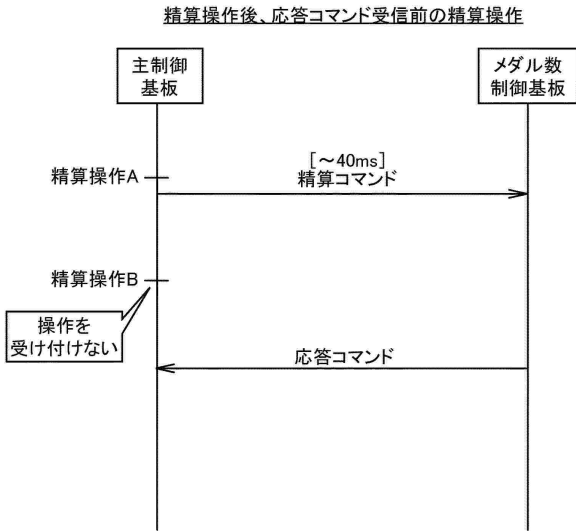 精算操作後、応答コマンド受信前の精算操作
主制御
基板
メダル数
制御基板
[~40ms]
精算操作A
精算コマンド
精算操作B
操作を
受け付けない
応答コマンド